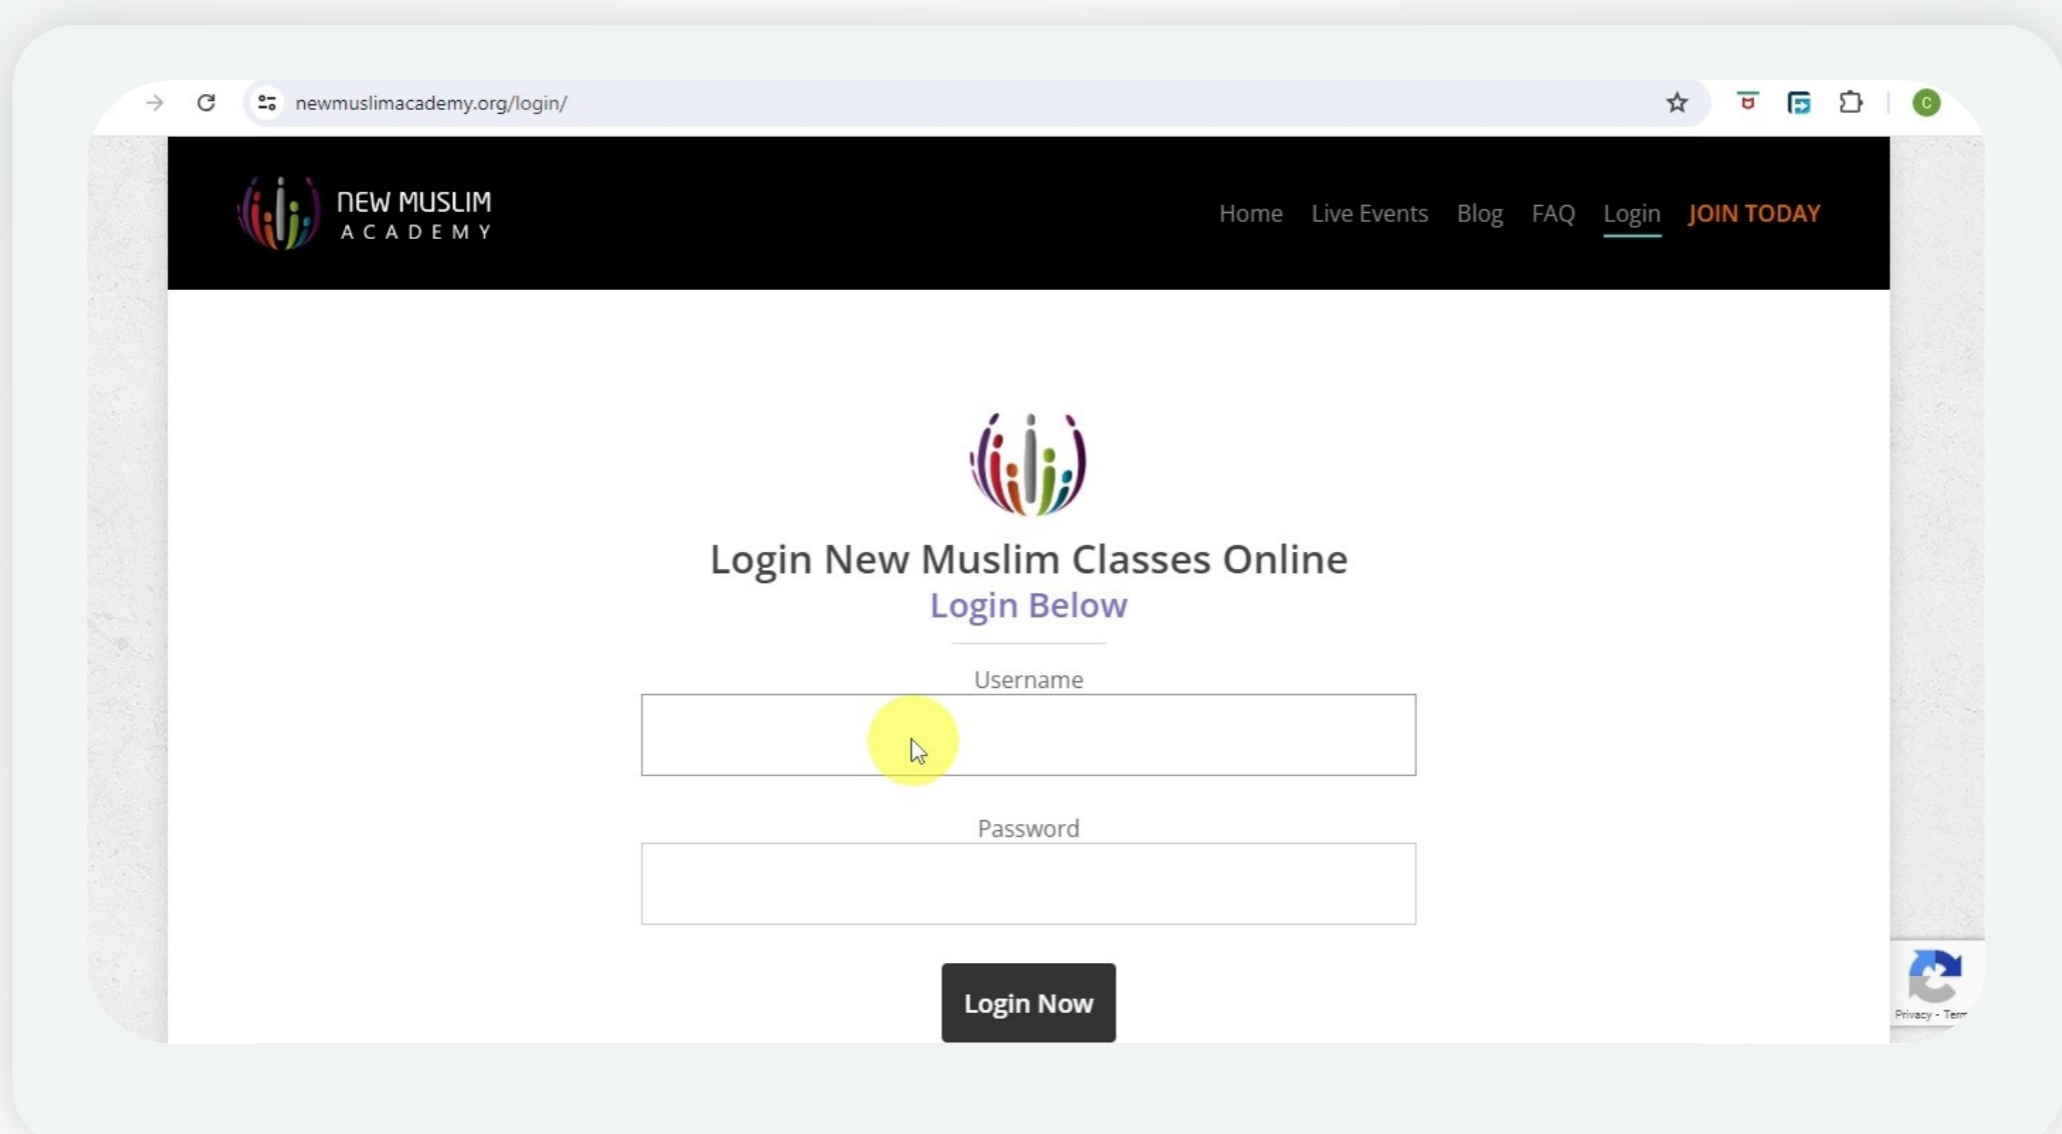 newmuslimacademy.org/login/
C
NEW MUSLIM
ACADEMY
Home Live Events Blog FAQ Login JOIN TODAY
Login New Muslim Classes Online
Login Below
Username
Password
Login Now
Privacy -